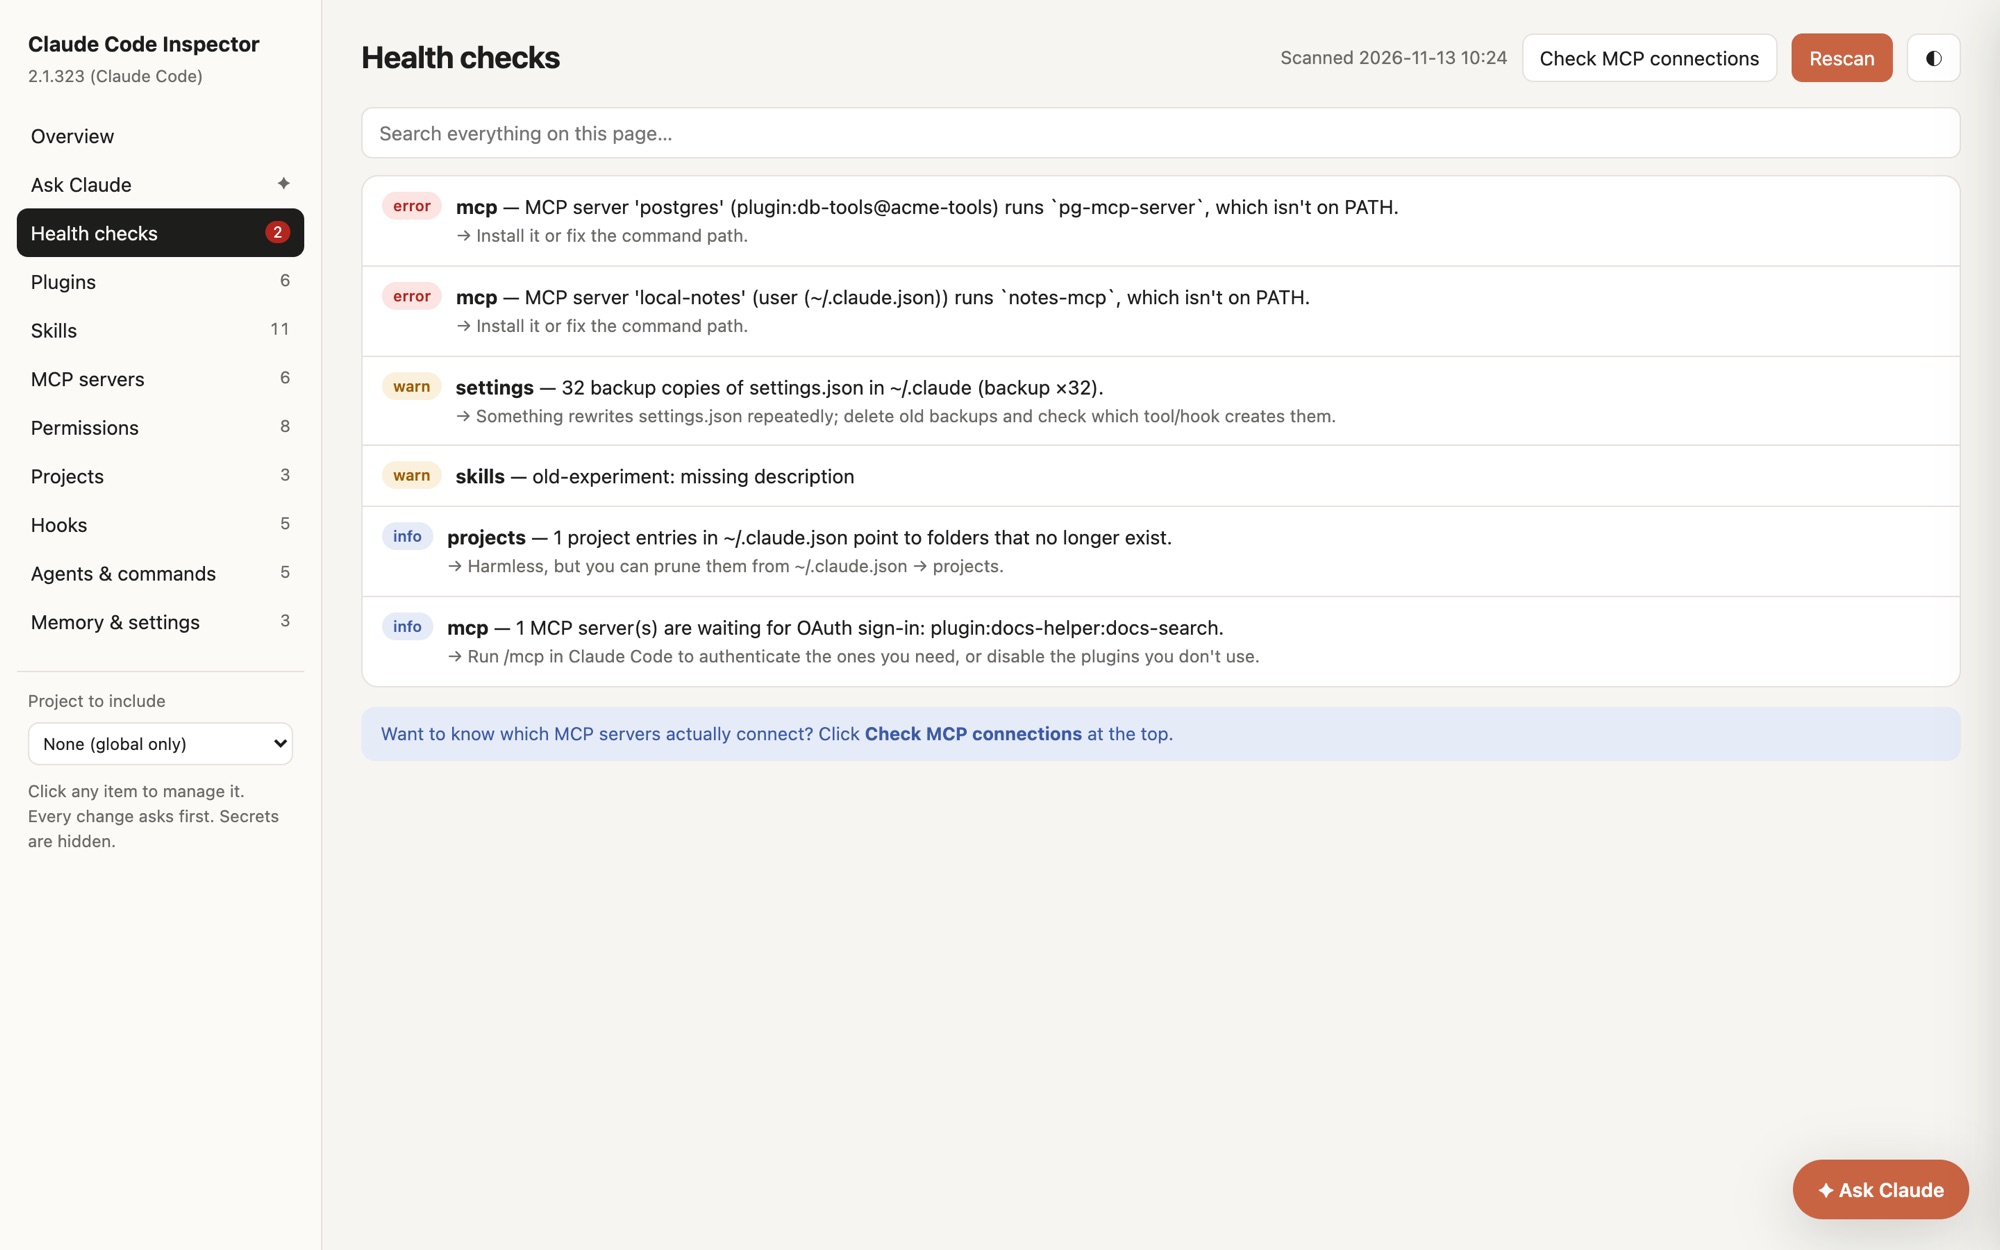 Claude Code Inspector
2.1.323 (Claude Code)
Overview
Ask Claude ✦
Health checks 2
Plugins 6
Skills 11
MCP servers 6
Permissions 8
Projects 3
Hooks 5
Agents & commands 5
Memory & settings 3
Project to include
None (global only)
Click any item to manage it.
Every change asks first. Secrets
are hidden.
Health checks
Scanned 2026-11-13 10:24
Check MCP connections
Rescan
Search everything on this page...
error mcp — MCP server 'postgres' (plugin:db-tools@acme-tools) runs `pg-mcp-server`, which isn't on PATH.
→ Install it or fix the command path.
error mcp — MCP server 'local-notes' (user (~/.claude.json)) runs `notes-mcp`, which isn't on PATH.
→ Install it or fix the command path.
warn settings — 32 backup copies of settings.json in ~/.claude (backup ×32).
→ Something rewrites settings.json repeatedly; delete old backups and check which tool/hook creates them.
warn skills — old-experiment: missing description
info projects — 1 project entries in ~/.claude.json point to folders that no longer exist.
→ Harmless, but you can prune them from ~/.claude.json → projects.
info mcp — 1 MCP server(s) are waiting for OAuth sign-in: plugin:docs-helper:docs-search.
→ Run /mcp in Claude Code to authenticate the ones you need, or disable the plugins you don't use.
Want to know which MCP servers actually connect? Click Check MCP connections at the top.
✦ Ask Claude